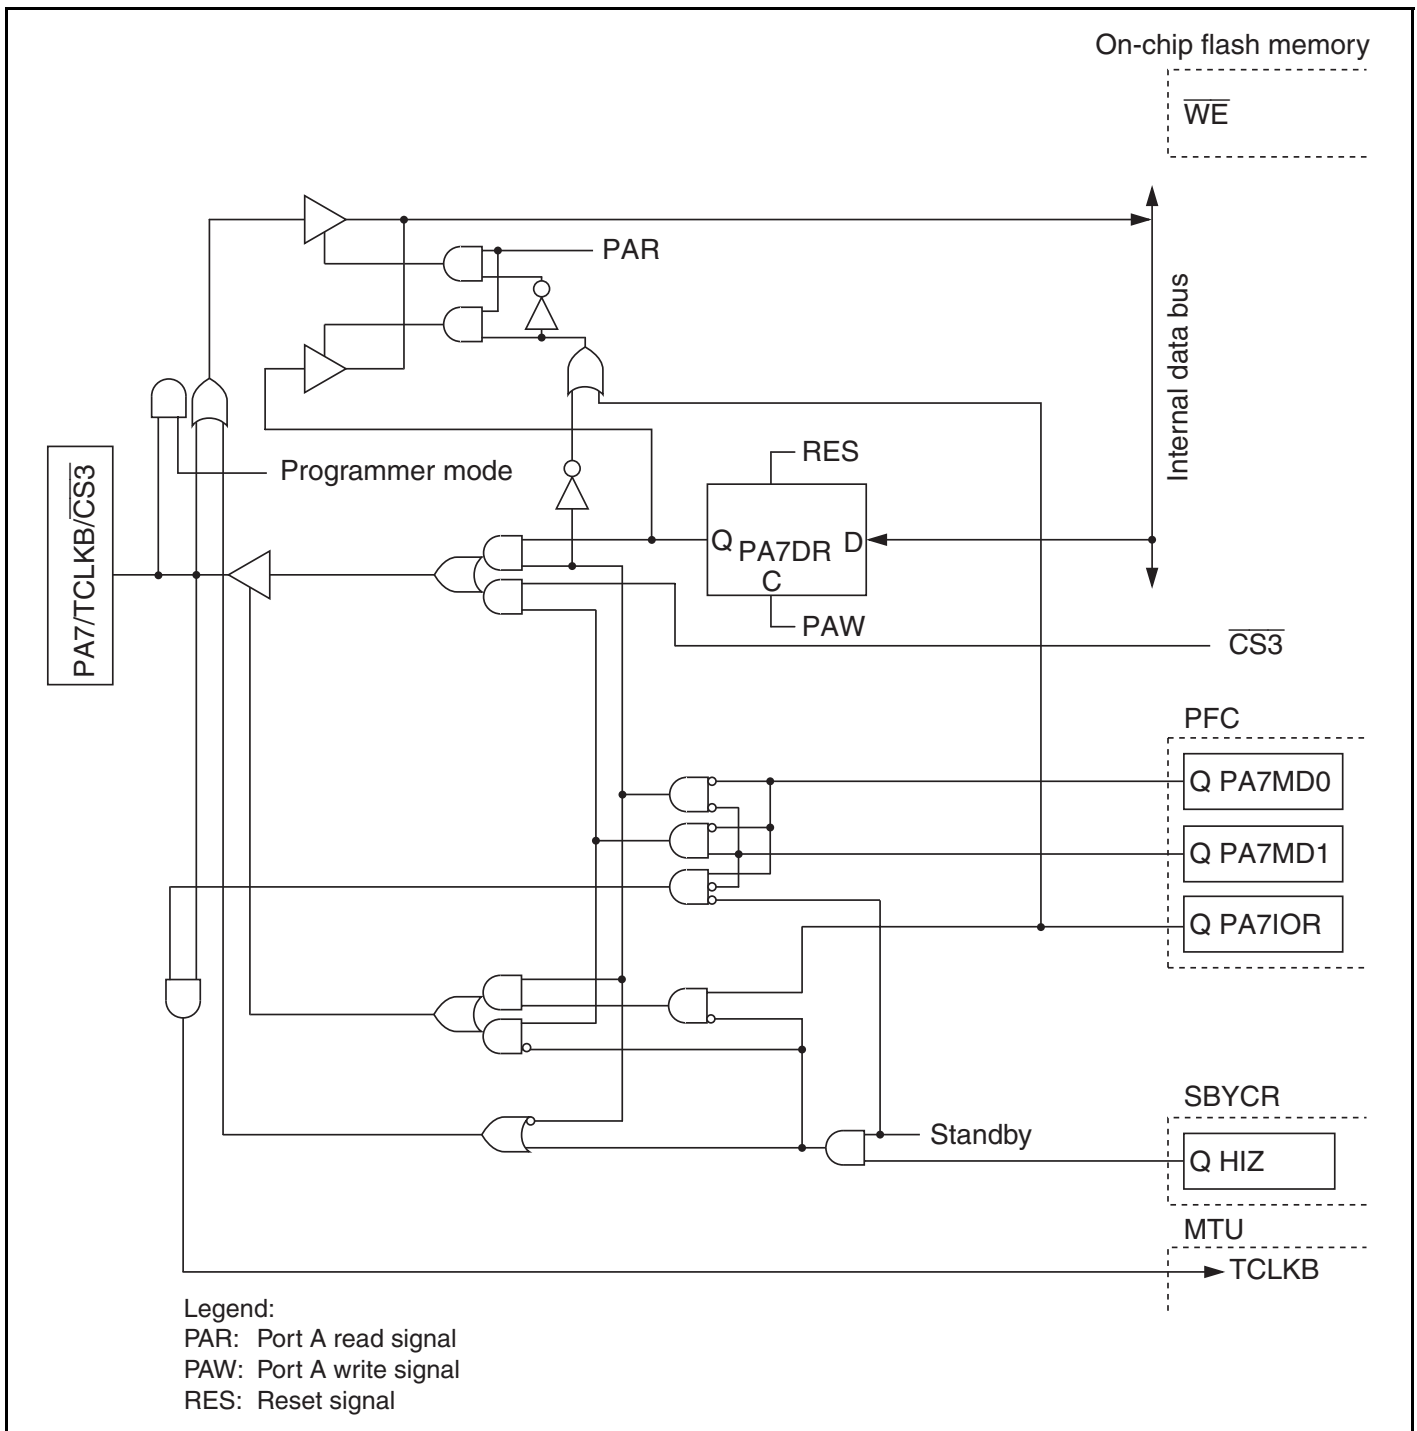 On-chip flash memory
WE
PAR
Internal data bus
Programmer mode
RES
PA7/TCLKB/CS3
Q PA7DR D
C
PAW
CS3
PFC
Q PA7MD0
Q PA7MD1
Q PA7IOR
SBYCR
Standby
Q HIZ
MTU
TCLKB
Legend:
PAR: Port A read signal
PAW: Port A write signal
RES: Reset signal